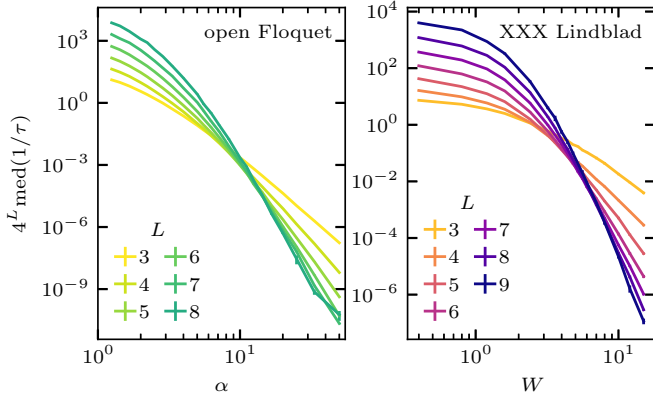 open Floquet
XXX Lindblad
4^L med(1/τ)
10^3
10^0
10^−3
10^−6
10^−9
L
3 6
4 7
5 8
10^0 10^1
α
10^4
10^2
10^0
10^−2
10^−4
10^−6
L
3 7
4 8
5 9
6
10^0 10^1
W